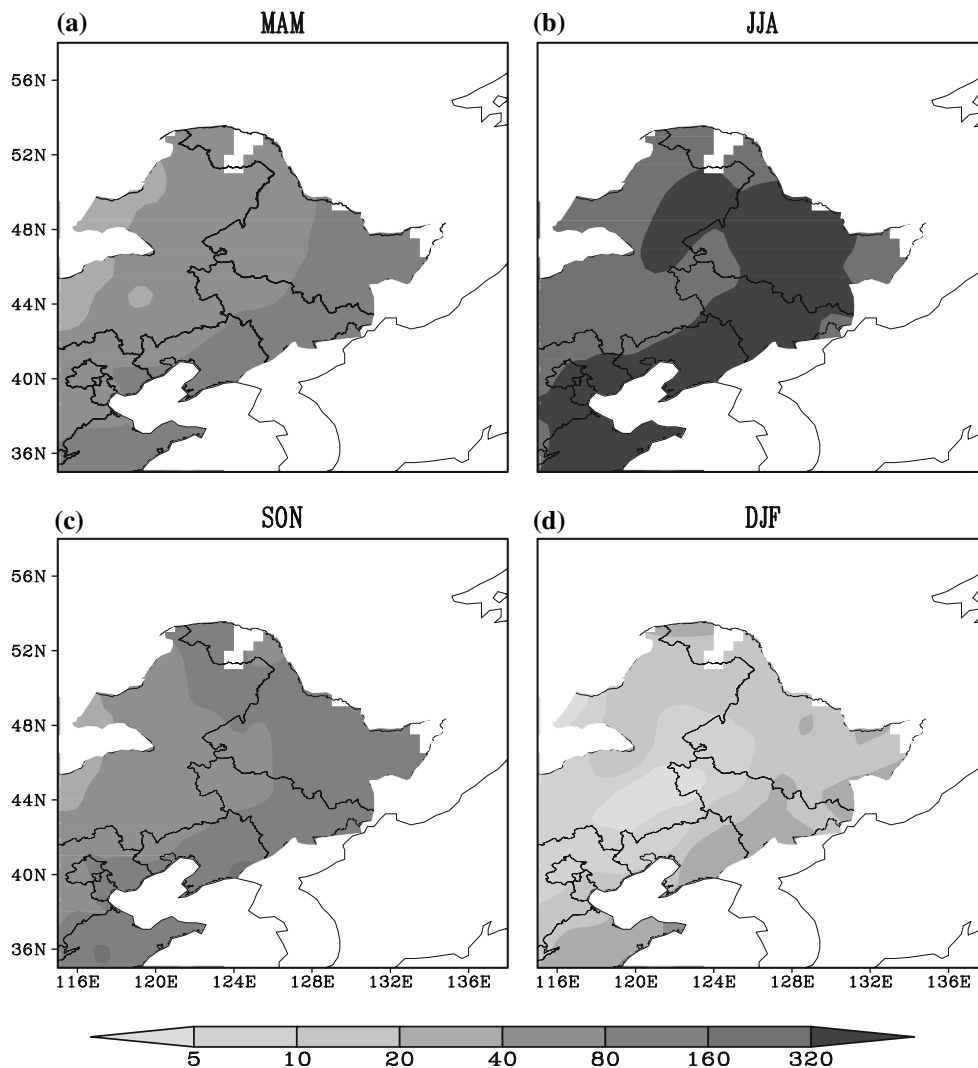 (a) MAM (b) JJA
56N
52N
48N
44N
40N
36N
(c) SON (d) DJF
56N
52N
48N
44N
40N
36N
116E 120E 124E 128E 132E 136E 116E 120E 124E 128E 132E 136E
5 10 20 40 80 160 320